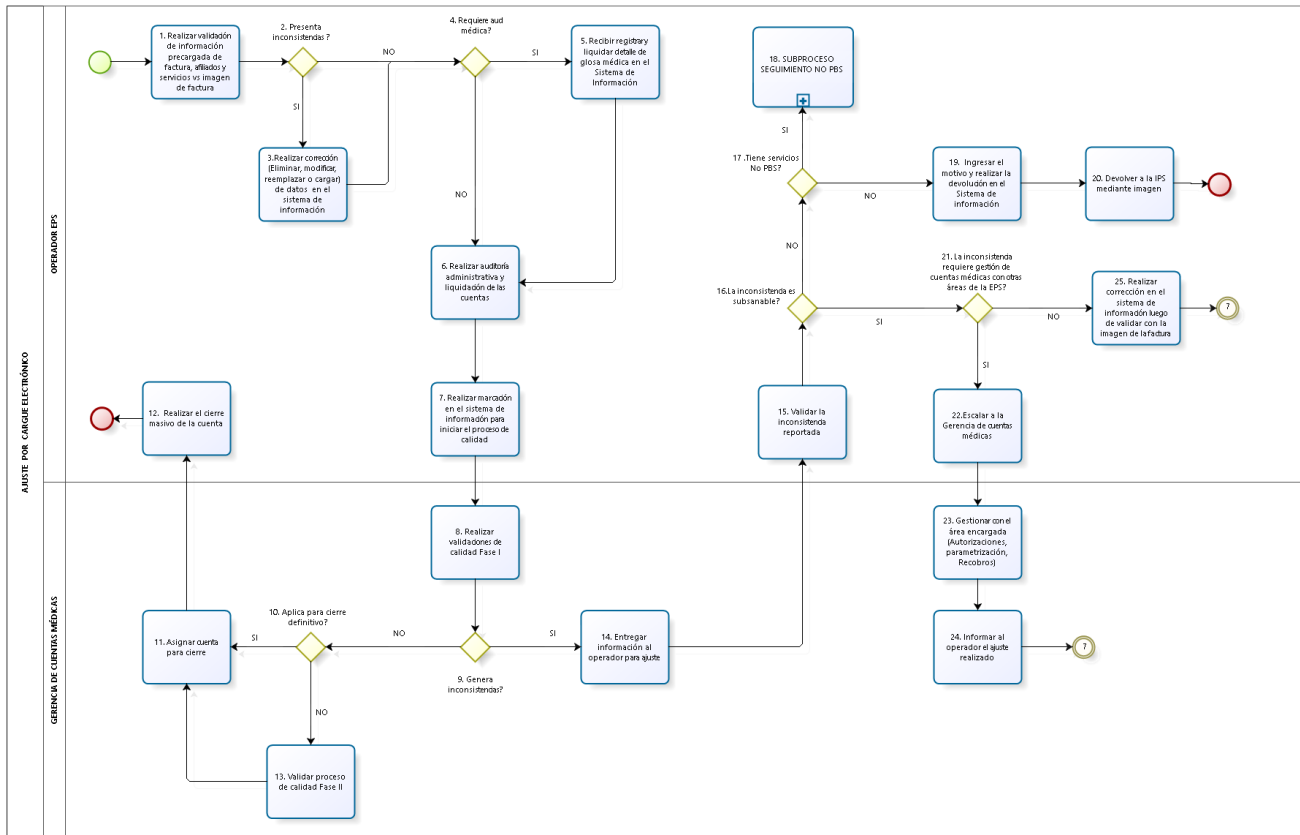 AJUSTE POR CARGUE ELECTRÓNICO
OPERADOR EPS
GERENCIA DE CUENTAS MÉDICAS
1. Realizar validación
de información
precargada de
factura, afiliados y
servicios vs imagen
de factura
2. Presenta
inconsistendas ?
NO
SI
3.Realizar corrección
(Eliminar, modificar,
reemplazar o cargar)
de datos en el
sistema de
información
4. Requiere aud
médica?
SI
NO
5. Recibir registrar y
liquidar detalle de
glosa médica en el
Sistema de
Información
6. Realizar auditoría
administrativa y
liquidación de las
cuentas
7. Realizar marcación
en el sistema de
información para
iniciar el proceso de
calidad
8. Realizar
validaciones de
calidad Fase I
9. Genera
inconsistencias?
NO
SI
10. Aplica para cierre
definitivo?
SI
NO
11. Asignar cuenta
para cierre
12. Realizar el cierre
masivo de la cuenta
13. Validar proceso
de calidad Fase II
14. Entregar
información al
operador para ajuste
15. Validar la
inconsistencia
reportada
16.La inconsistenda es
subsanable?
NO
SI
17 .Tiene servicios
No PBS?
SI
NO
18. SUBPROCESO
SEGUIMIENTO NO PBS
19. Ingresar el
motivo y realizar la
devolución en el
Sistema de
información
20. Devolver a la IPS
mediante imagen
21. La inconsistenda
requiere gestión de
cuentas médicas con otras
áreas de la EPS?
NO
SI
22.Escalar a la
Gerencia de cuentas
médicas
23. Gestionar con el
área encargada
(Autorizaciones,
parametrización,
Recobros)
24. Informar al
operador el ajuste
realizado
7
25. Realizar
corrección en el
sistema de
información luego
de validar con la
imagen de la factura
7